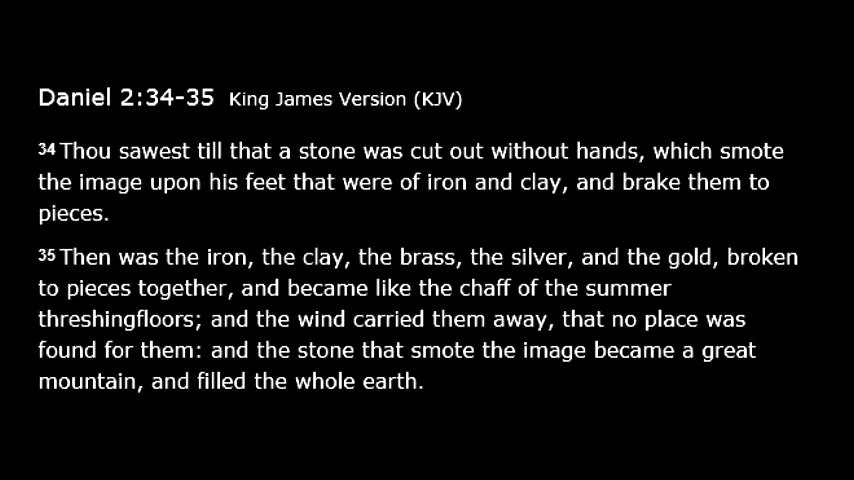 Daniel 2:34-35 King James Version (KJV)
34 Thou sawest till that a stone was cut out without hands, which smote
the image upon his feet that were of iron and clay, and brake them to
pieces.
35 Then was the iron, the clay, the brass, the silver, and the gold, broken
to pieces together, and became like the chaff of the summer
threshingfloors; and the wind carried them away, that no place was
found for them: and the stone that smote the image became a great
mountain, and filled the whole earth.